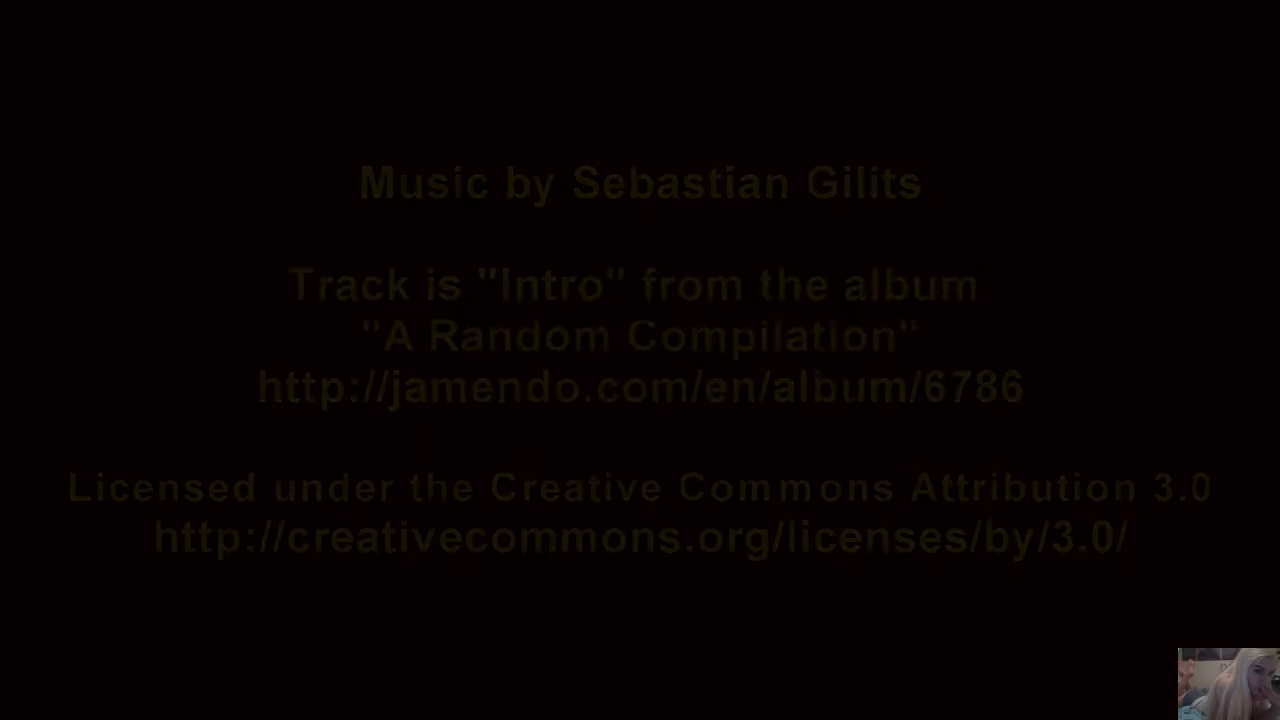 Music by Sebastian Gilits
Track is "Intro" from the album
"A Random Compilation"
http://jamendo.com/en/album/6786
Licensed under the Creative Commons Attribution 3.0
http://creativecommons.org/licenses/by/3.0/